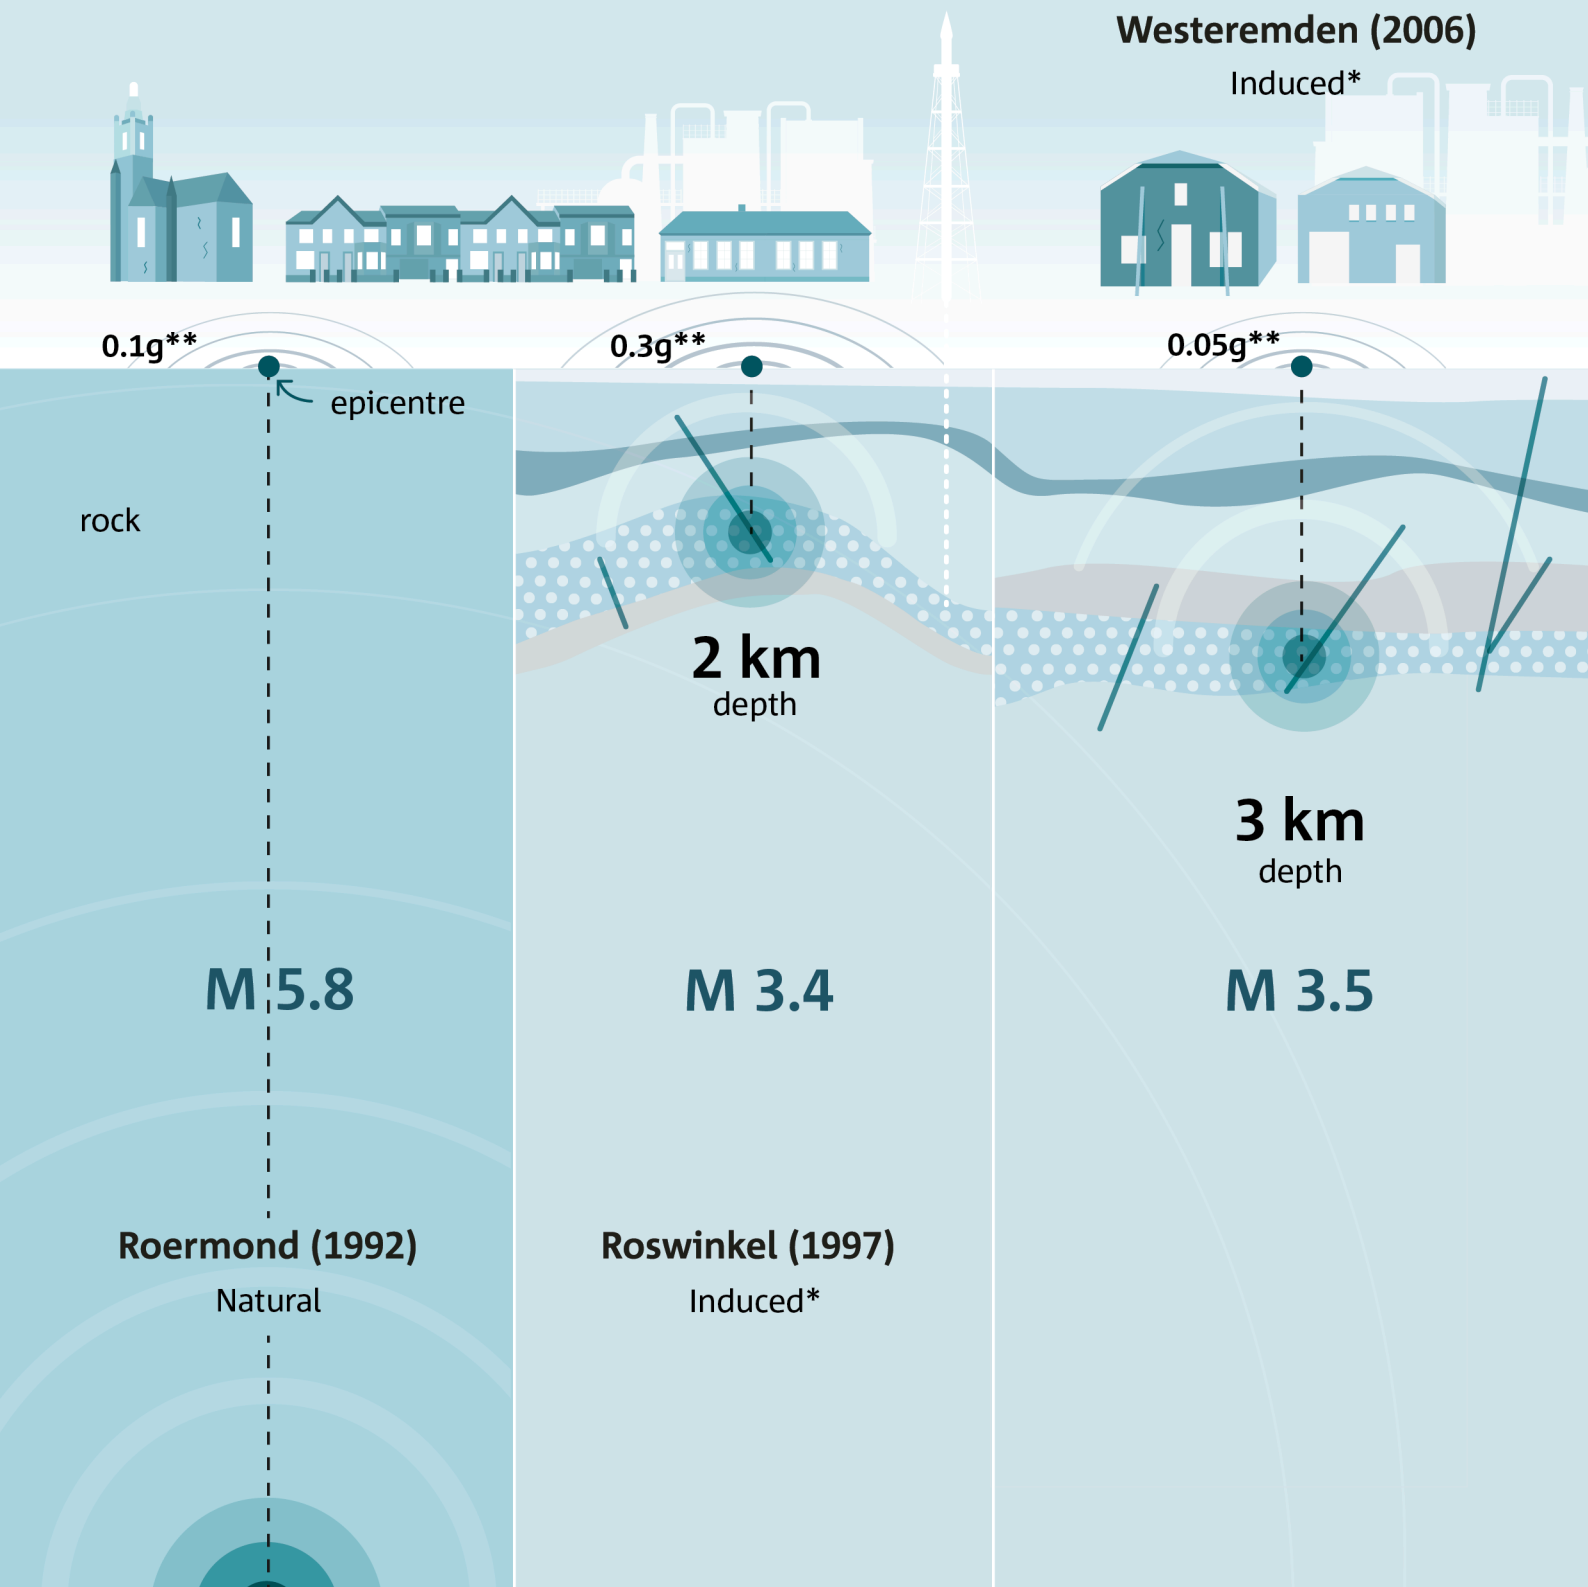 Westeremden (2006)
Induced*
0.1g**
0.3g**
0.05g**
epicentre
rock
2 km
depth
3 km
depth
M 5.8
M 3.4
M 3.5
Roermond (1992)
Natural
Roswinkel (1997)
Induced*